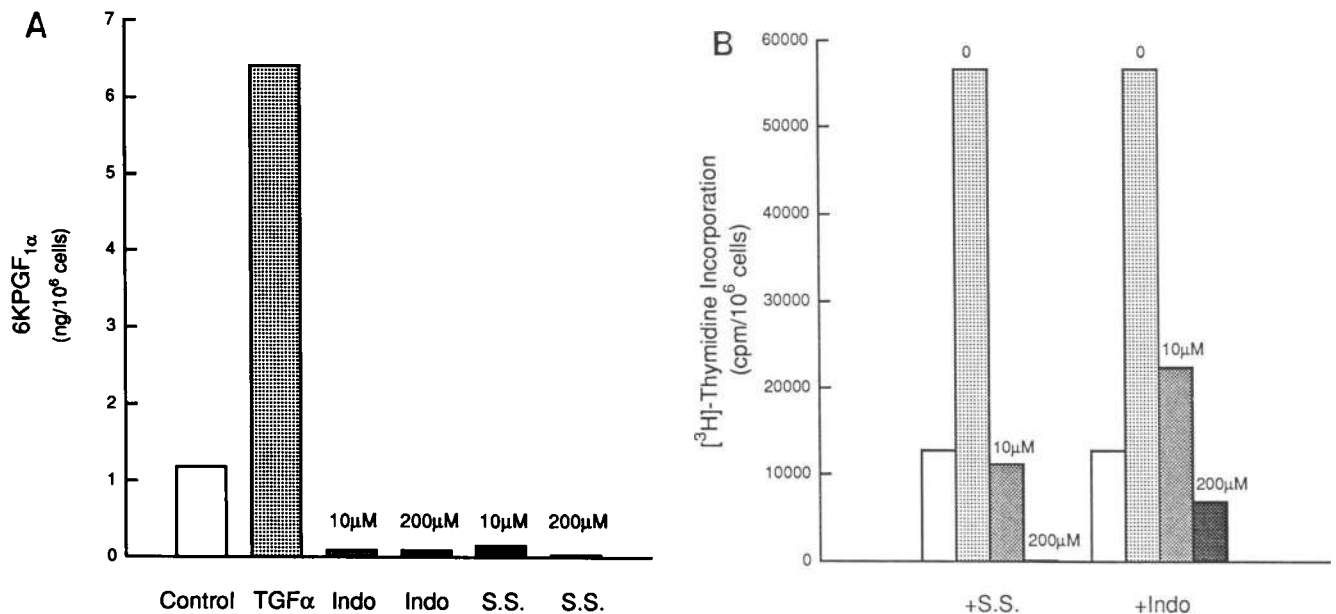 A
7
6
5
4
3
2
1
0
6KPGF1α
(ng/10⁶ cells)
10µM 200µM 10µM 200µM
Control TGFα Indo Indo S.S. S.S.
B
60000
50000
40000
30000
20000
10000
0
[³H]-Thymidine Incorporation
(cpm/10⁶ cells)
0 0
10µM
10µM
200µM
200µM
+S.S. +Indo